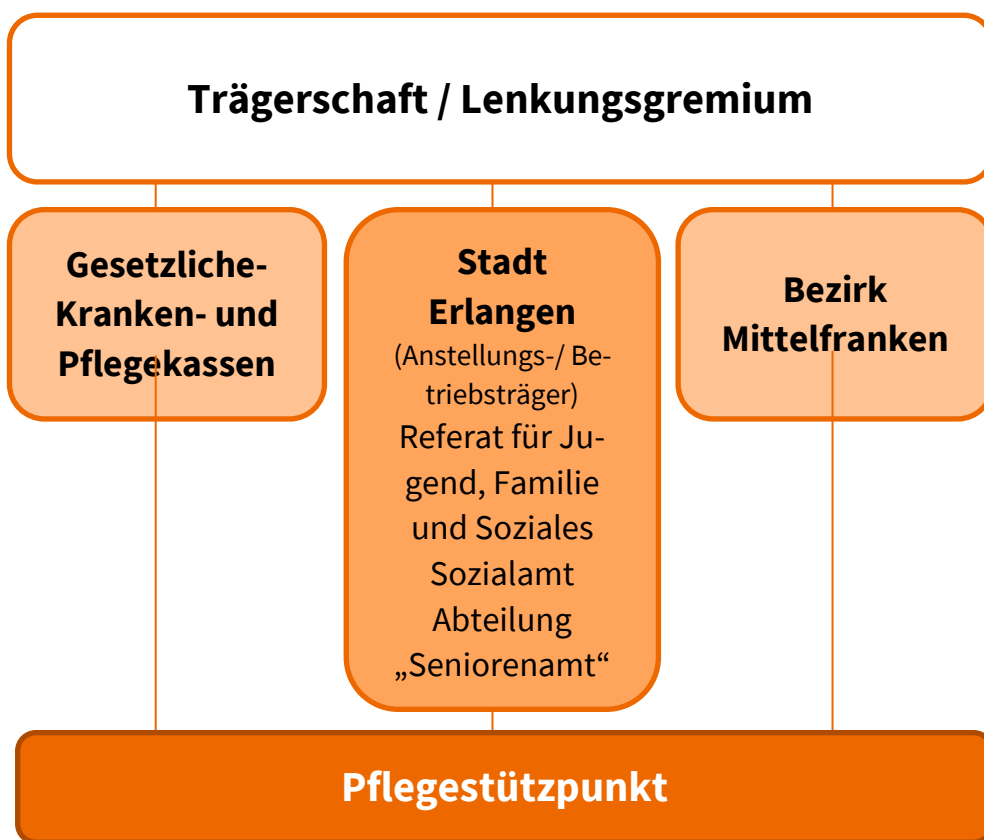 Trägerschaft / Lenkungsgremium
Gesetzliche-
Kranken- und
Pflegekassen
Stadt
Erlangen
(Anstellungs-/ Be-
triebsträger)
Referat für Ju-
gend, Familie
und Soziales
Sozialamt
Abteilung
„Seniorenamt“
Bezirk
Mittelfranken
Pflegestützpunkt